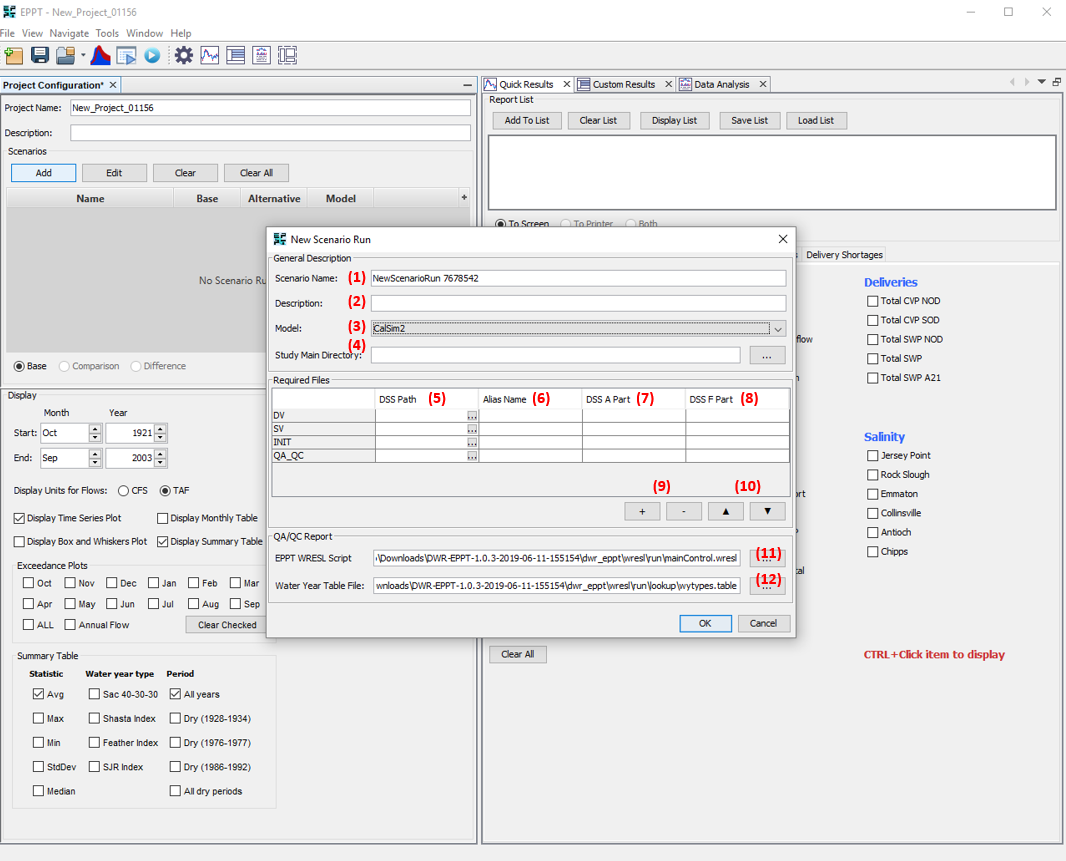 EPPT - New_Project_01156
File View Navigate Tools Window Help
Project Configuration*
Project Name: New_Project_01156
Description:
Scenarios
Add Edit Clear Clear All
Name Base Alternative Model
No Scenario Ru
Base Comparison Difference
Display
Month Year
Start: Oct 1921
End: Sep 2003
Display Units for Flows: CFS TAF
Display Time Series Plot Display Monthly Table
Display Box and Whiskers Plot Display Summary Table
Exceedance Plots
Oct Nov Dec Jan Feb Mar
Apr May Jun Jul Aug Sep
ALL Annual Flow Clear Checked
Summary Table
Statistic Water year type Period
Avg Sac 40-30-30 All years
Max Shasta Index Dry (1928-1934)
Min Feather Index Dry (1976-1977)
StdDev SJR Index Dry (1986-1992)
Median All dry periods
Quick Results Custom Results Data Analysis
Report List
Add To List Clear List Display List Save List Load List
To Screen To Printer Both
s Delivery Shortages
Deliveries
Total CVP NOD
Total CVP SOD
flow Total SWP NOD
Total SWP
Total SWP A21
Salinity
Jersey Point
Rock Slough
ort Emmaton
Collinsville
Antioch
tal Chipps
Clear All
CTRL+Click item to display
New Scenario Run
General Description
Scenario Name: (1) NewScenarioRun 7678542
Description: (2)
Model: (3) CalSim2
(4)
Study Main Directory: ...
Required Files
DSS Path (5) Alias Name (6) DSS A Part (7) DSS F Part (8)
DV ...
SV ...
INIT ...
QA_QC ...
(9) (10)
+ - ▲ ▼
QA/QC Report
EPPT WRESL Script \Downloads\DWR-EPPT-1.0.3-2019-06-11-155154\dwr_eppt\wresl\run\mainControl.wresl (11) ...
Water Year Table File: wnloads\DWR-EPPT-1.0.3-2019-06-11-155154\dwr_eppt\wresl\run\lookup\wytypes.table (12) ...
OK Cancel